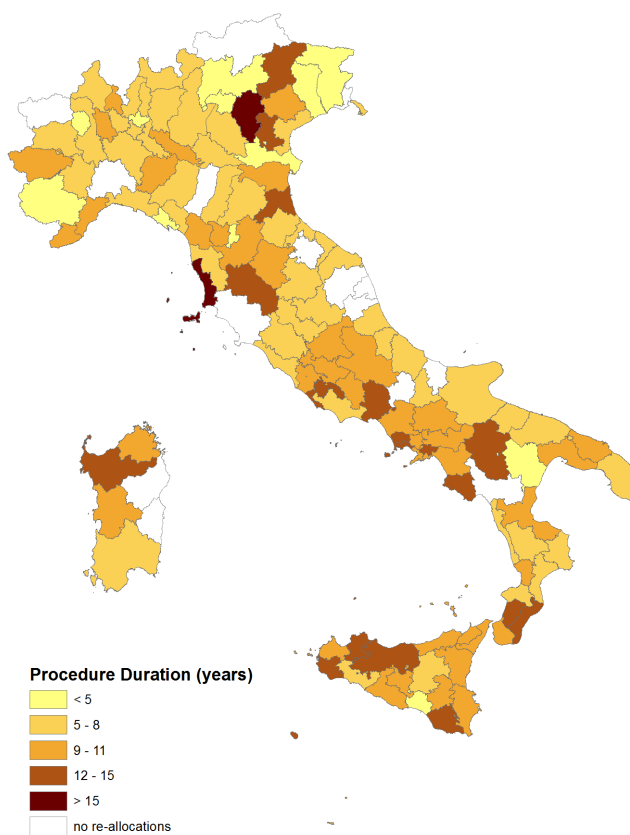 Procedure Duration (years)
< 5
5 - 8
9 - 11
12 - 15
> 15
no re-allocations